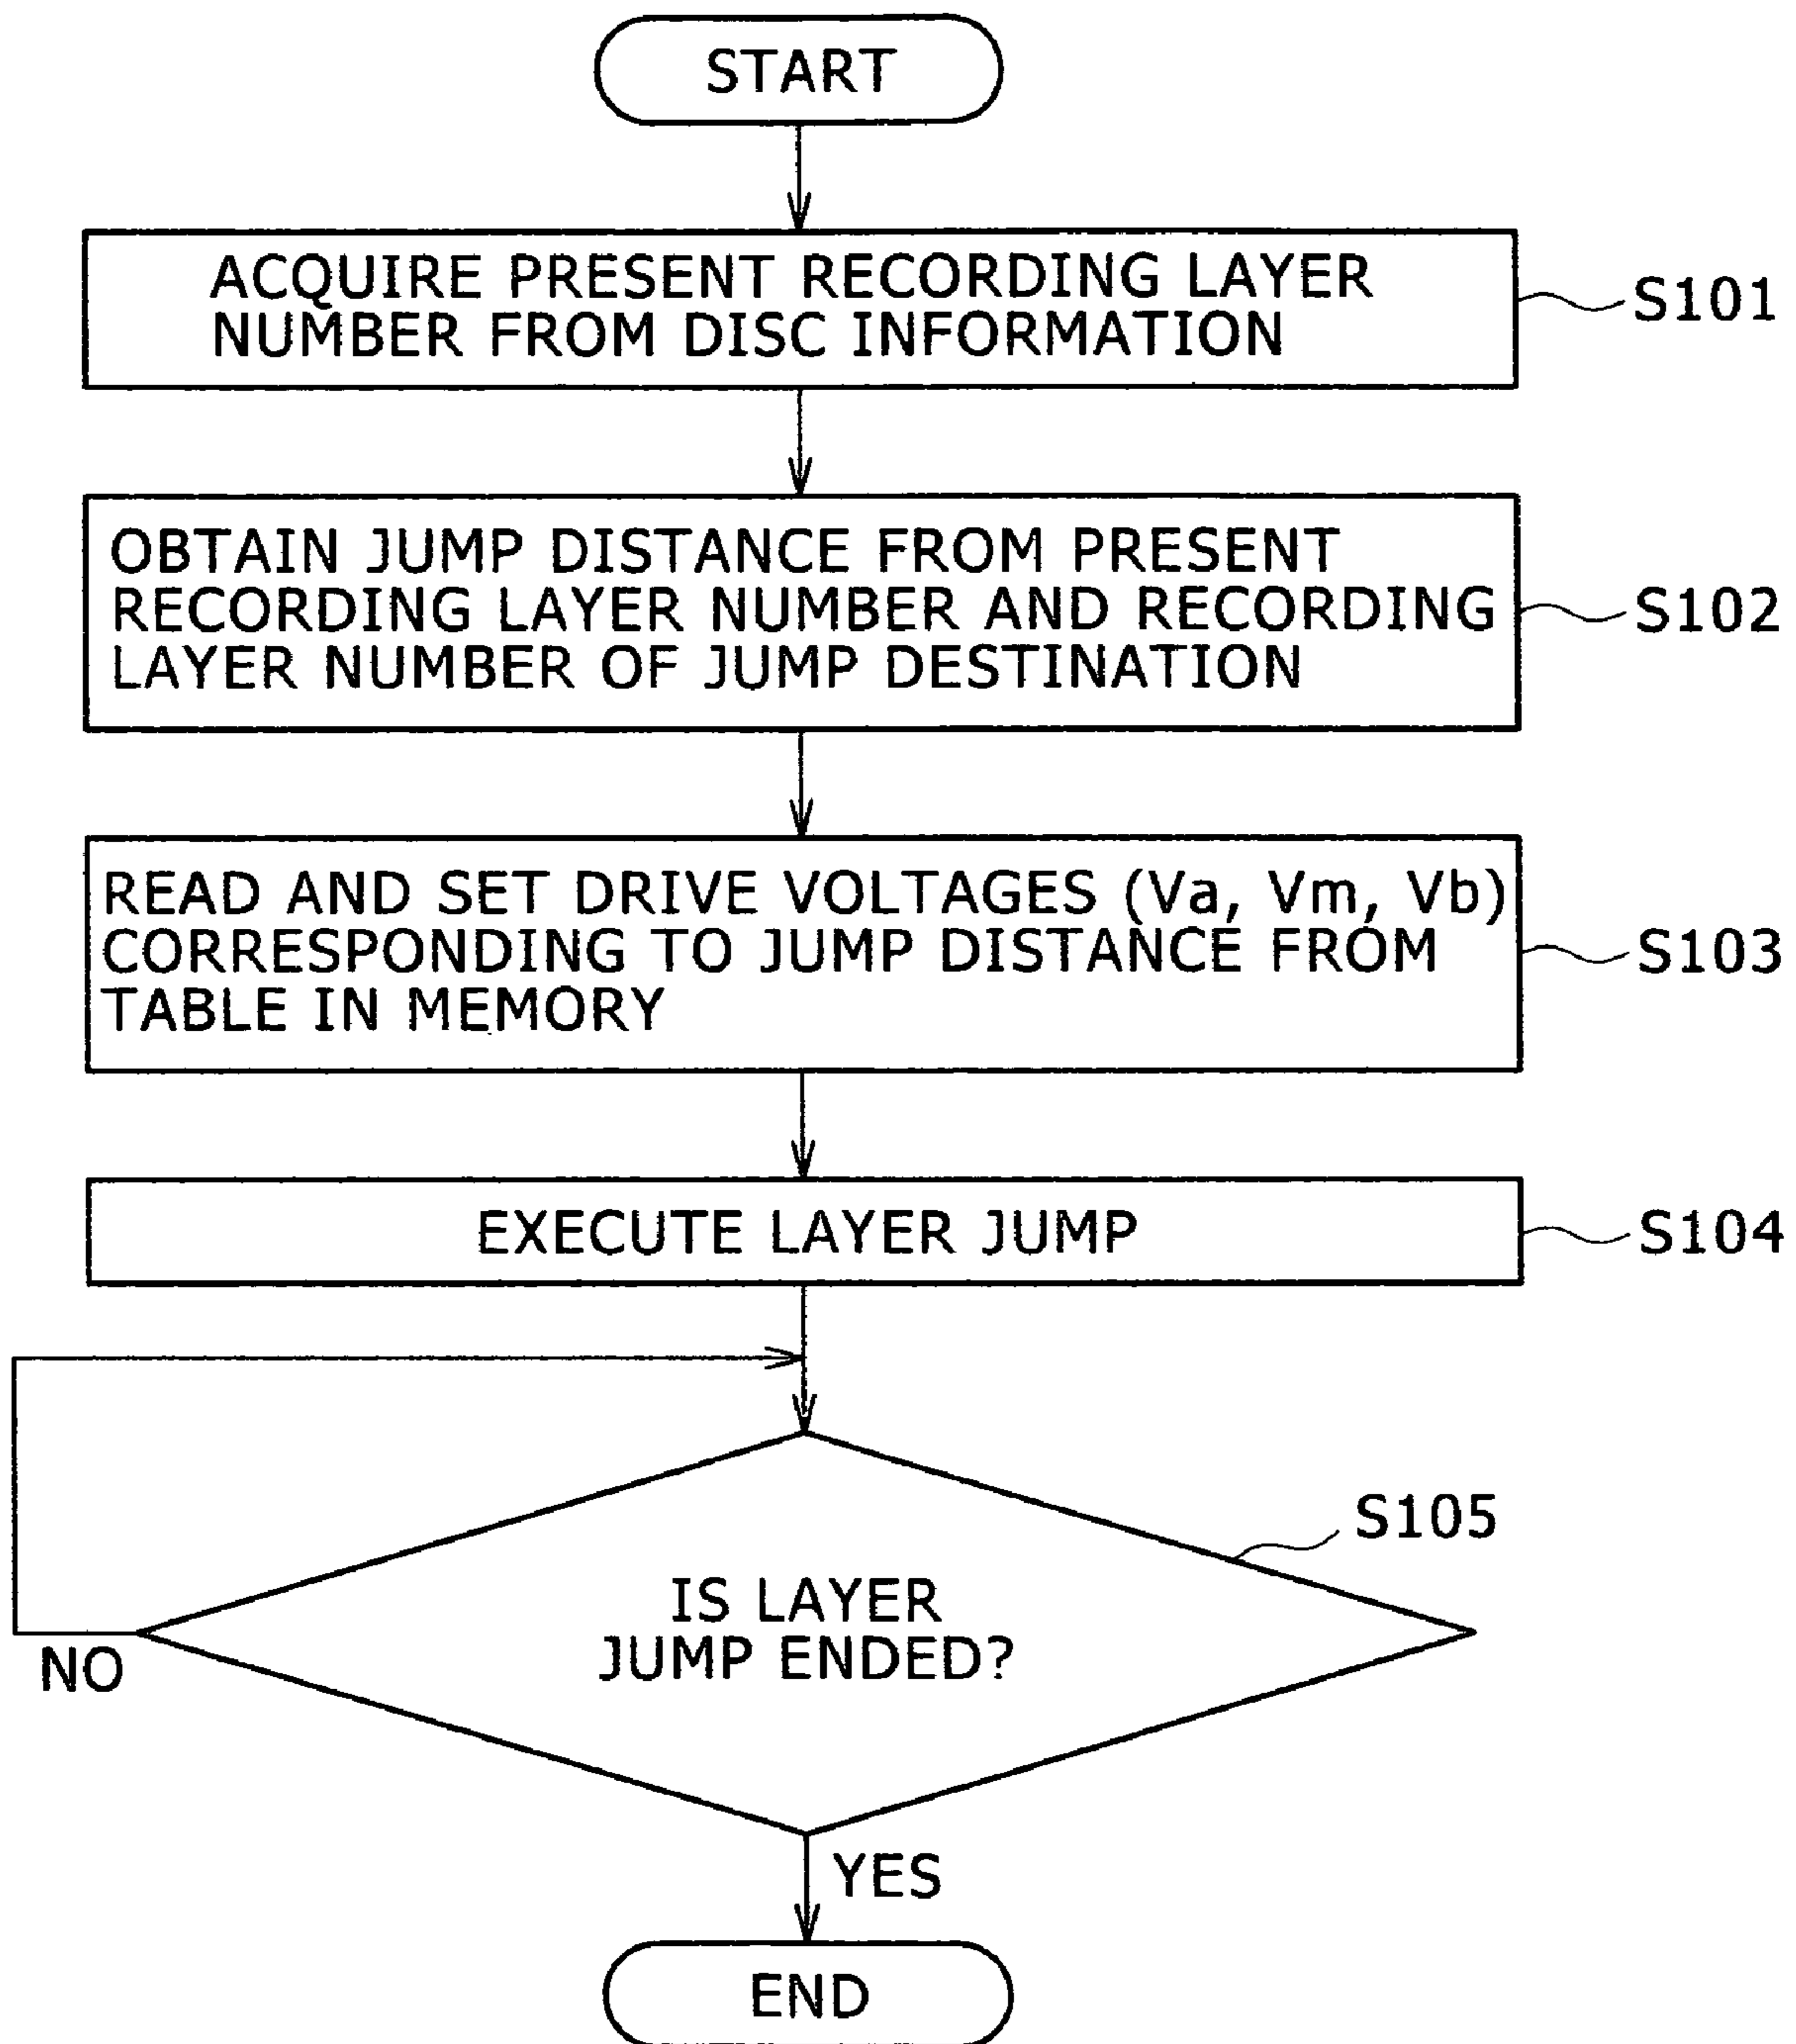 START
ACQUIRE PRESENT RECORDING LAYER
NUMBER FROM DISC INFORMATION
S101
OBTAIN JUMP DISTANCE FROM PRESENT
RECORDING LAYER NUMBER AND RECORDING
LAYER NUMBER OF JUMP DESTINATION
S102
READ AND SET DRIVE VOLTAGES (Va, Vm, Vb)
CORRESPONDING TO JUMP DISTANCE FROM
TABLE IN MEMORY
S103
EXECUTE LAYER JUMP
S104
S105
IS LAYER
JUMP ENDED?
NO
YES
END